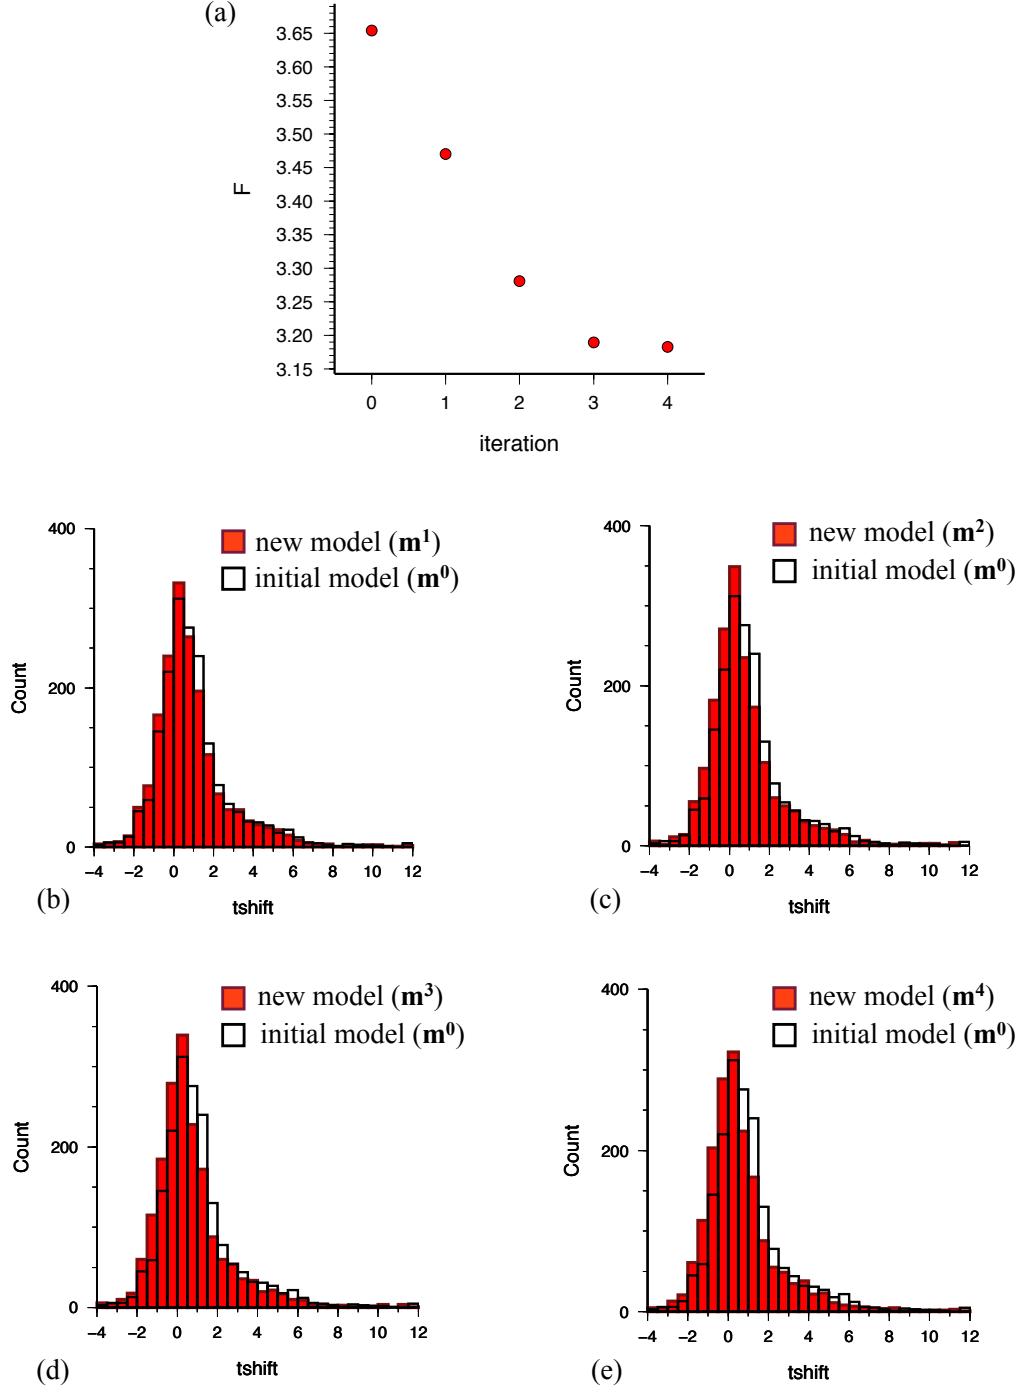 (a)
3.65
3.60
3.55
3.50
3.45
3.40
3.35
3.30
3.25
3.20
3.15
F
0 1 2 3 4
iteration
400
200
0
Count
new model (m¹)
initial model (m⁰)
−4 −2 0 2 4 6 8 10 12
tshift
(b)
400
200
0
Count
new model (m²)
initial model (m⁰)
−4 −2 0 2 4 6 8 10 12
tshift
(c)
400
200
0
Count
new model (m³)
initial model (m⁰)
−4 −2 0 2 4 6 8 10 12
tshift
(d)
400
200
0
Count
new model (m⁴)
initial model (m⁰)
−4 −2 0 2 4 6 8 10 12
tshift
(e)